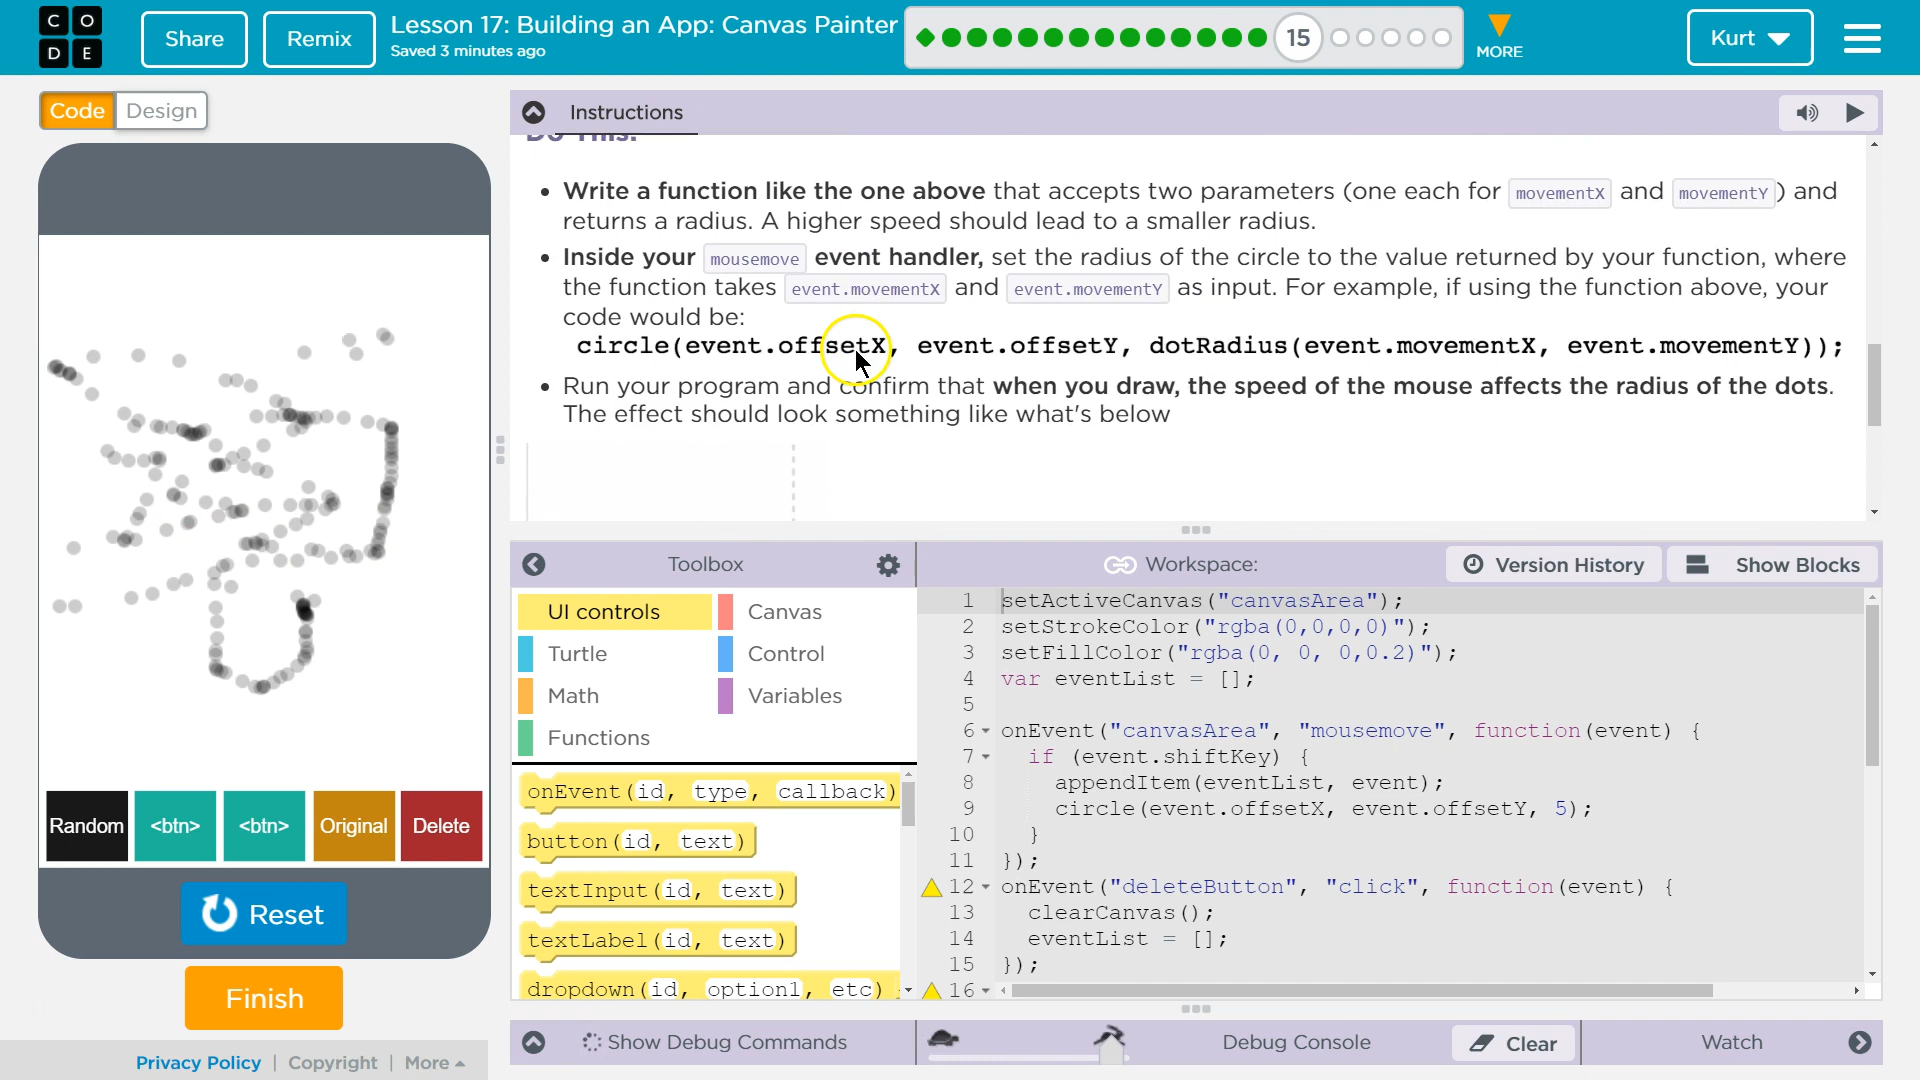 CODE
Share
Remix
Lesson 17: Building an App: Canvas Painter
Saved 3 minutes ago
15
MORE
Kurt
Code
Design
Instructions
Do This:
• Write a function like the one above that accepts two parameters (one each for movementX and movementY) and
returns a radius. A higher speed should lead to a smaller radius.
• Inside your mousemove event handler, set the radius of the circle to the value returned by your function, where
the function takes event.movementX and event.movementY as input. For example, if using the function above, your
code would be:
circle(event.offsetX, event.offsetY, dotRadius(event.movementX, event.movementY));
• Run your program and confirm that when you draw, the speed of the mouse affects the radius of the dots.
The effect should look something like what's below
Toolbox
Workspace:
Version History
Show Blocks
UI controls
Canvas
Turtle
Control
Math
Variables
Functions
onEvent(id, type, callback)
button(id, text)
textInput(id, text)
textLabel(id, text)
dropdown(id, option1, etc)
1 setActiveCanvas("canvasArea");
2 setStrokeColor("rgba(0,0,0,0)");
3 setFillColor("rgba(0, 0, 0,0.2)");
4 var eventList = [];
5
6 onEvent("canvasArea", "mousemove", function(event) {
7 if (event.shiftKey) {
8 appendItem(eventList, event);
9 circle(event.offsetX, event.offsetY, 5);
10 }
11 });
12 onEvent("deleteButton", "click", function(event) {
13 clearCanvas();
14 eventList = [];
15 });
16
Random
<btn>
<btn>
Original
Delete
Reset
Finish
Privacy Policy | Copyright | More
Show Debug Commands
Debug Console
Clear
Watch